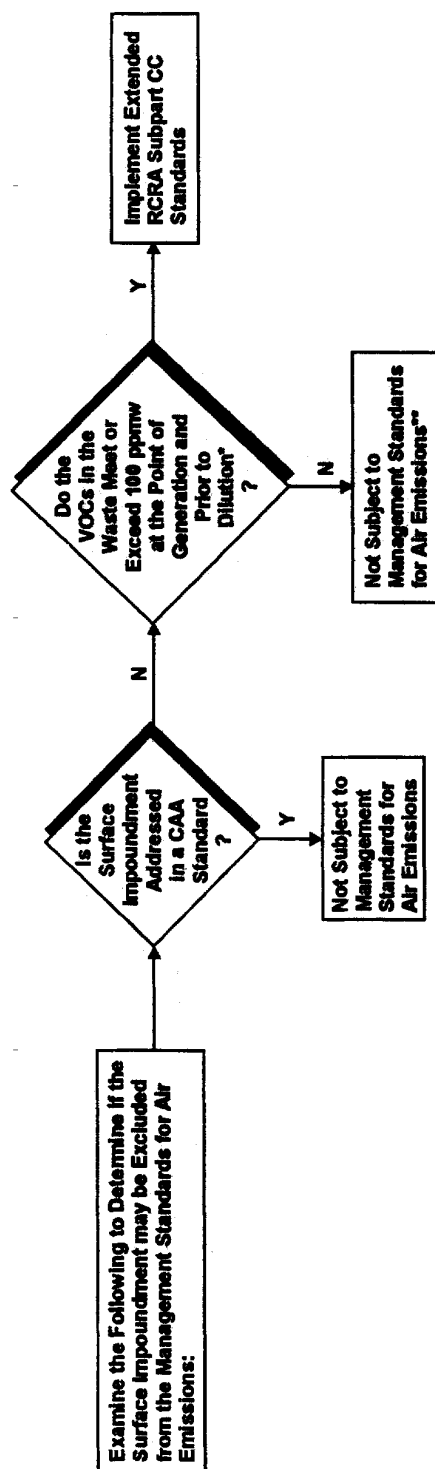 Examine the Following to Determine if the
Surface Impoundment may be Excluded
from the Management Standards for Air
Emissions:
Is the
Surface
Impoundment
Addressed
in a CAA
Standard
?
Y
Not Subject to
Management
Standards for
Air Emissions
N
Do the
VOCs in the
Waste Meet or
Exceed 100 ppmw
at the Point of
Generation and
Prior to
Dilution*
?
N
Not Subject to
Management Standards
for Air Emissions**
Y
Implement Extended
RCRA Subpart CC
Standards